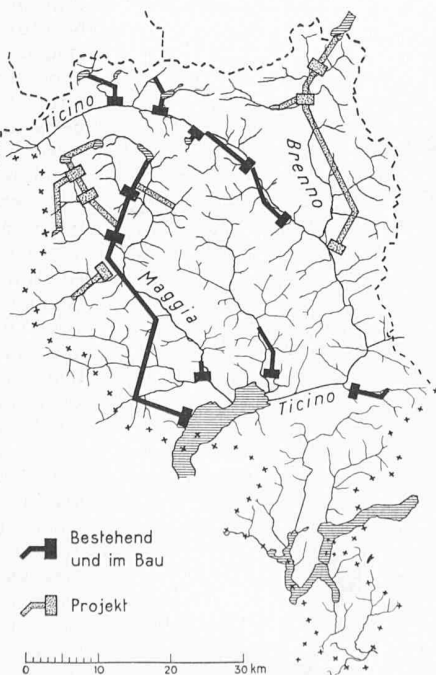 Ticino
Brenno
Maggia
Ticino
Bestehend
und im Bau
Projekt
0 10 20 30 km